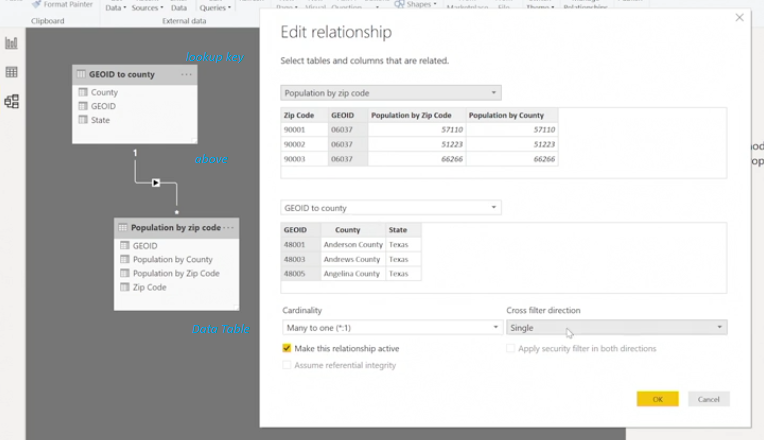 Format Painter
Clipboard
Data
Sources
Data
Queries
External data
Shapes
Relationships
lookup key
GEOID to county
County
GEOID
State
1
above
*
Population by zip code
GEOID
Population by County
Population by Zip Code
Zip Code
Data Table
Edit relationship
Select tables and columns that are related.
Population by zip code
Zip Code GEOID Population by Zip Code Population by County
90001 06037 57110 57110
90002 06037 51223 51223
90003 06037 66266 66266
GEOID to county
GEOID County State
48001 Anderson County Texas
48003 Andrews County Texas
48005 Angelina County Texas
Cardinality
Many to one (*:1)
Cross filter direction
Single
Make this relationship active
Apply security filter in both directions
Assume referential integrity
OK
Cancel